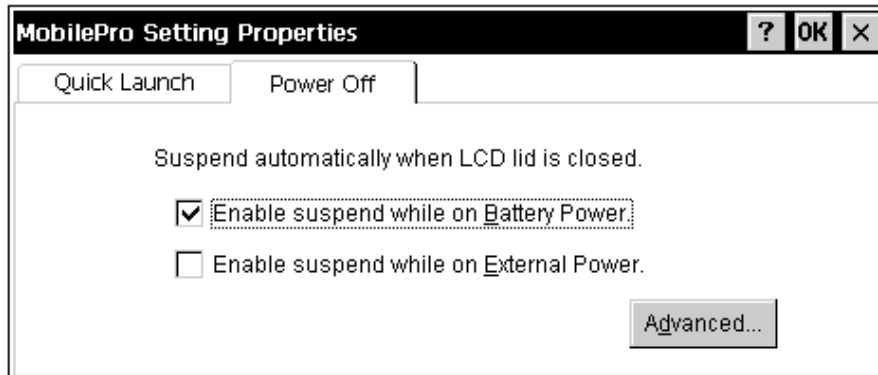 MobilePro Setting Properties ? OK ×
Quick Launch Power Off
Suspend automatically when LCD lid is closed.
Enable suspend while on Battery Power.
Enable suspend while on External Power.
Advanced...